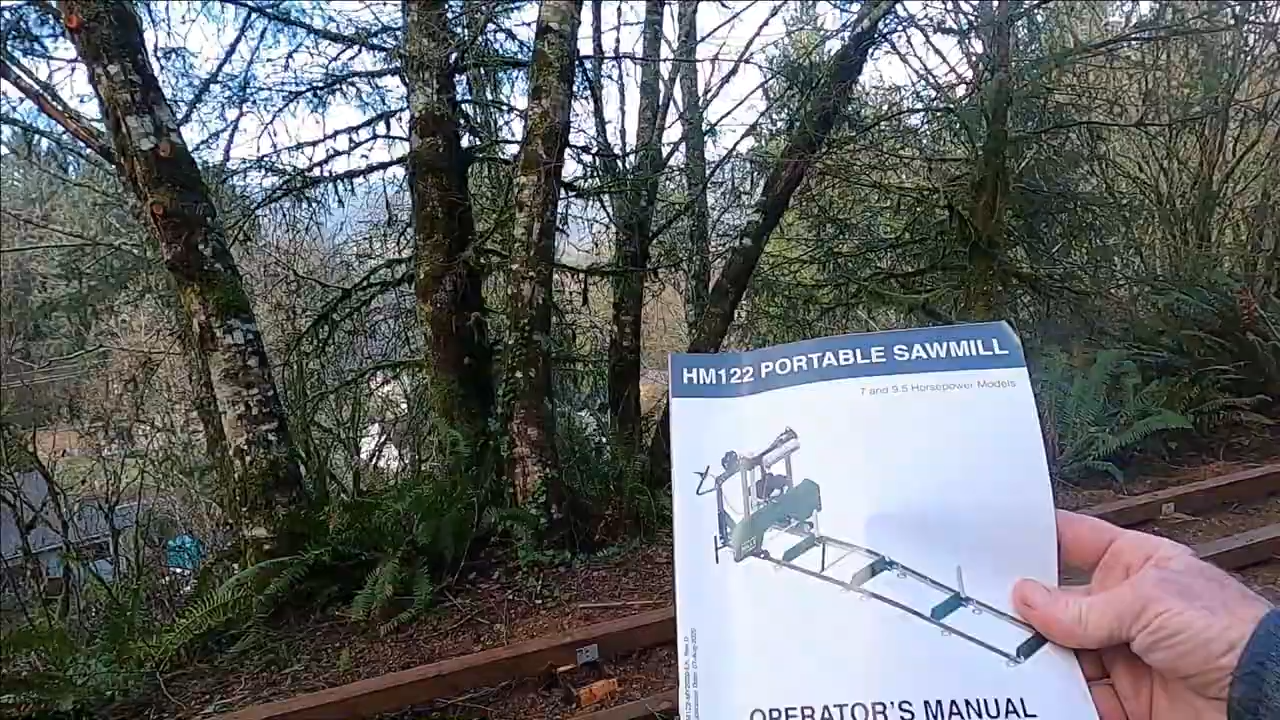 HM122 PORTABLE SAWMILL
7 and 9.5 Horsepower Models
OPERATOR'S MANUAL